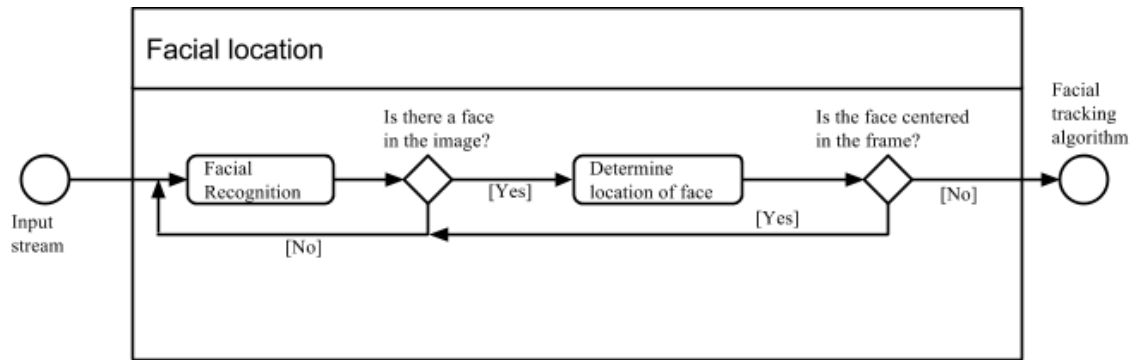 Facial location
Input
stream
Facial
Recognition
Is there a face
in the image?
[Yes]
[No]
Determine
location of face
Is the face centered
in the frame?
[Yes]
[No]
Facial
tracking
algorithm